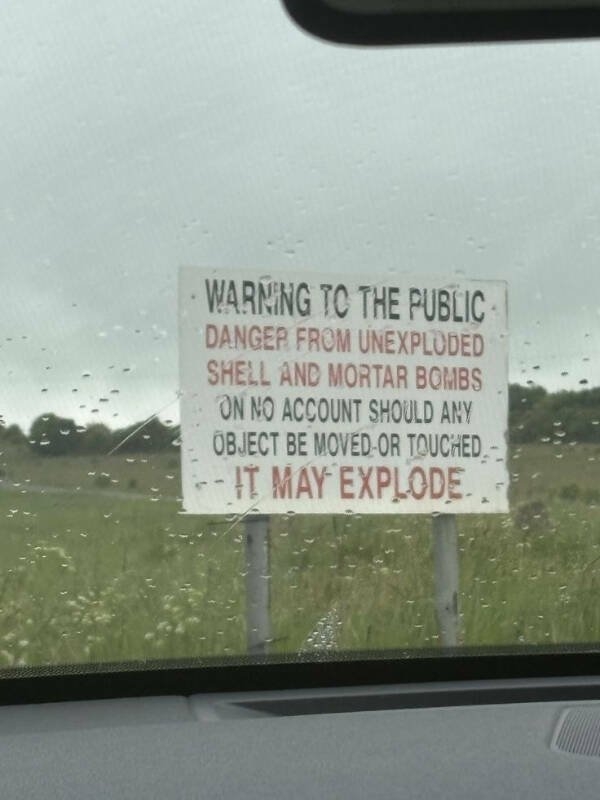 WARNING TO THE PUBLIC
DANGER FROM UNEXPLODED
SHELL AND MORTAR BOMBS
ON NO ACCOUNT SHOULD ANY
OBJECT BE MOVED OR TOUCHED
IT MAY EXPLODE